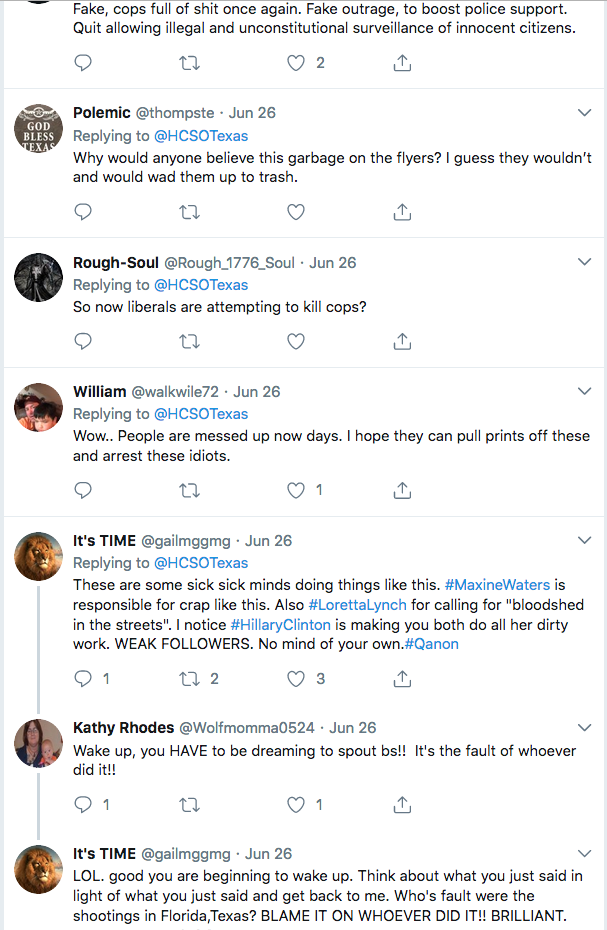 Fake, cops full of shit once again. Fake outrage, to boost police support.
Quit allowing illegal and unconstitutional surveillance of innocent citizens.
2
GOD
BLESS
TEXAS
Polemic @thompste · Jun 26
Replying to @HCSOTexas
Why would anyone believe this garbage on the flyers? I guess they wouldn't
and would wad them up to trash.
Rough-Soul @Rough_1776_Soul · Jun 26
Replying to @HCSOTexas
So now liberals are attempting to kill cops?
William @walkwile72 · Jun 26
Replying to @HCSOTexas
Wow.. People are messed up now days. I hope they can pull prints off these
and arrest these idiots.
1
It's TIME @gailmggmg · Jun 26
Replying to @HCSOTexas
These are some sick sick minds doing things like this. #MaxineWaters is
responsible for crap like this. Also #LorettaLynch for calling for "bloodshed
in the streets". I notice #HillaryClinton is making you both do all her dirty
work. WEAK FOLLOWERS. No mind of your own.#Qanon
1 2 3
Kathy Rhodes @Wolfmomma0524 · Jun 26
Wake up, you HAVE to be dreaming to spout bs!! It's the fault of whoever
did it!!
1 1
It's TIME @gailmggmg · Jun 26
LOL. good you are beginning to wake up. Think about what you just said in
light of what you just said and get back to me. Who's fault were the
shootings in Florida,Texas? BLAME IT ON WHOEVER DID IT!! BRILLIANT.